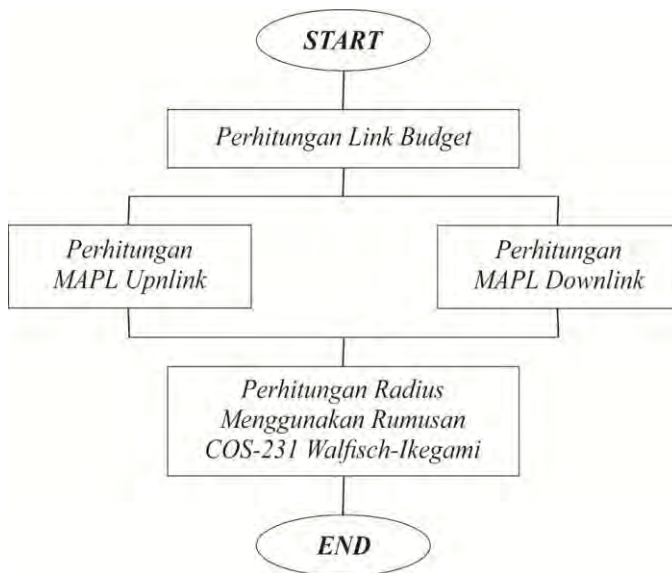 START
Perhitungan Link Budget
Perhitungan
MAPL Upnlink
Perhitungan
MAPL Downlink
Perhitungan Radius
Menggunakan Rumusan
COS-231 Walfisch-Ikegami
END